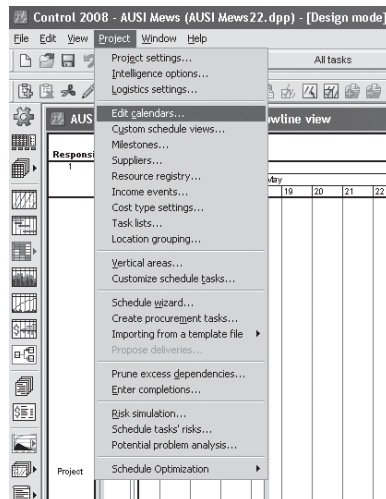 Control 2008 - AUSI Mews (AUSI Mews22.dpp) - [Design mode]
File Edit View Project Window Help
Project settings...
All tasks
Intelligence options...
Logistics settings...
Edit calendars...
AUS
wline view
Custom schedule views...
Milestones...
Responsi
Suppliers...
1
Resource registry...
May
Income events...
19 20 21 22
Cost type settings...
Task lists...
Location grouping...
Vertical areas...
Customize schedule tasks...
Schedule wizard...
Create procurement tasks...
Importing from a template file
Propose deliveries...
Prune excess dependencies...
Enter completions...
Risk simulation...
Schedule tasks' risks...
Potential problem analysis...
Project
Schedule Optimization